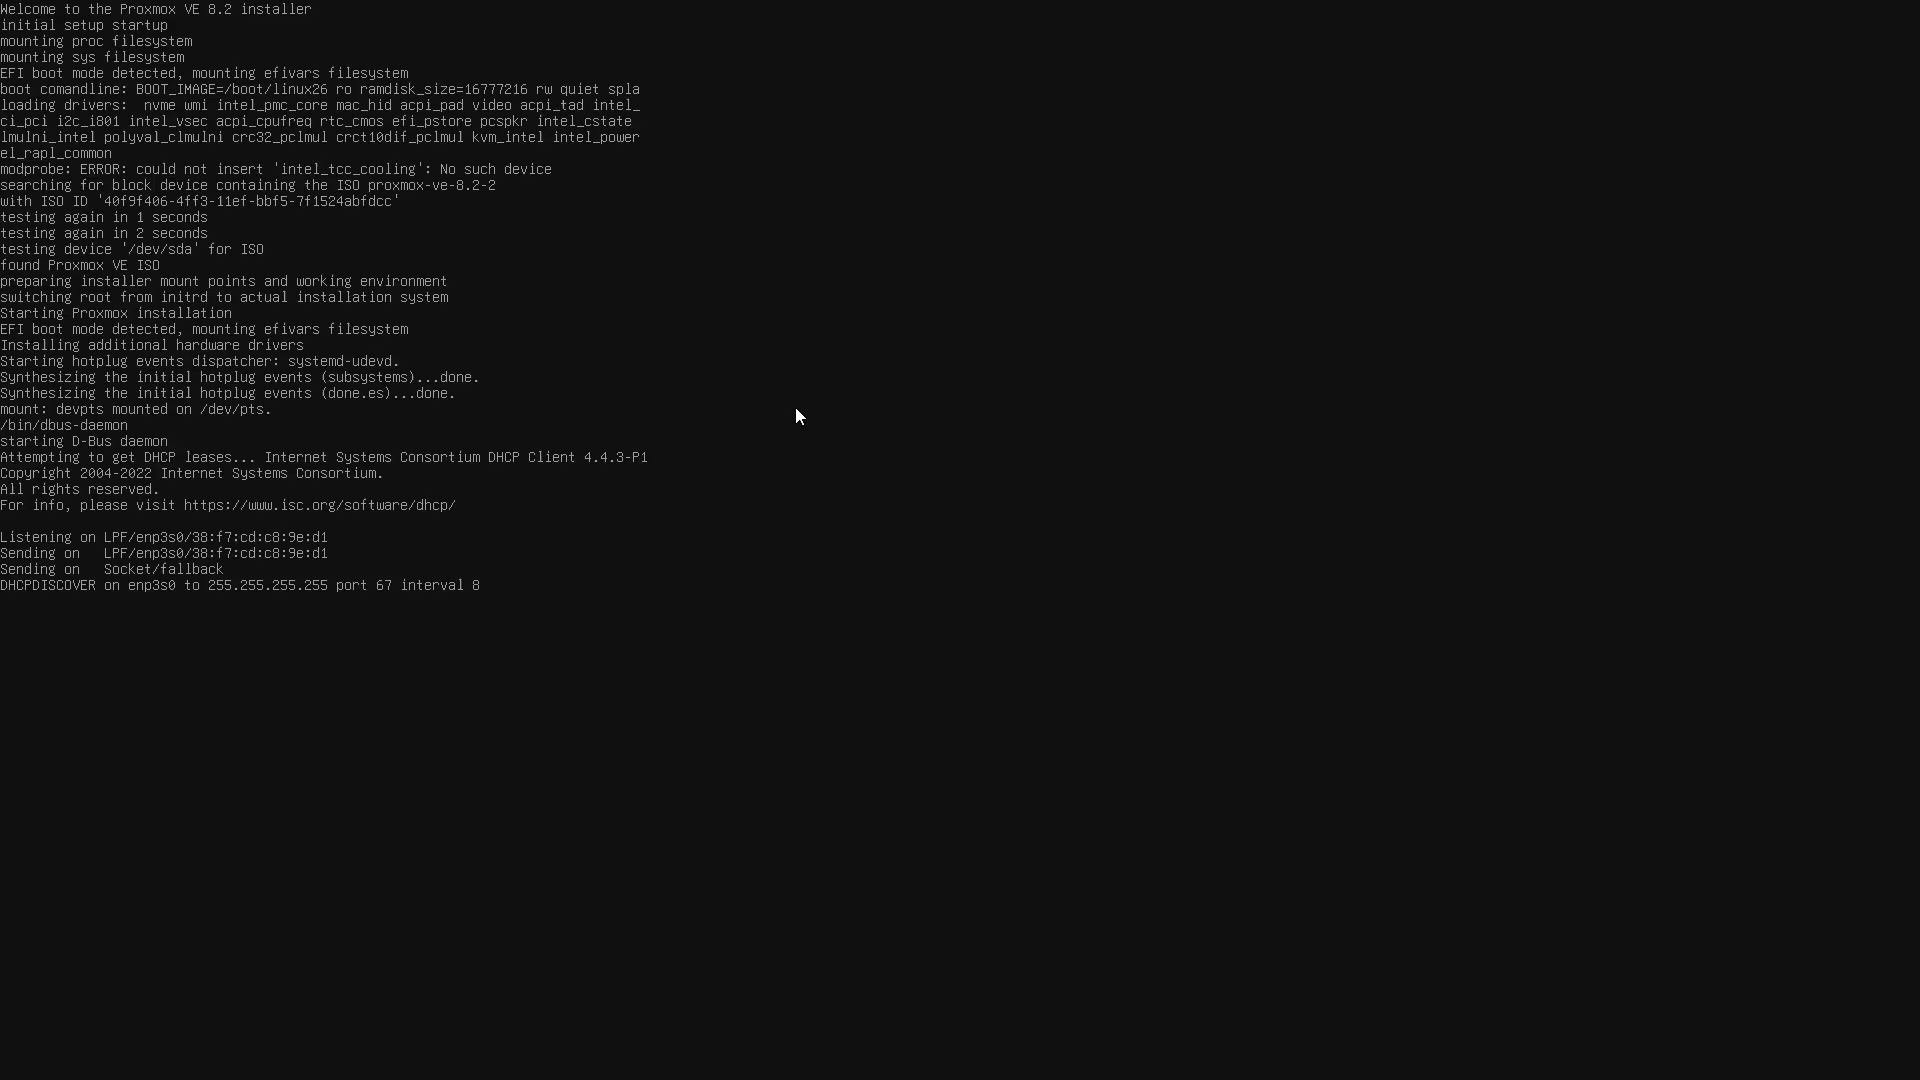 Welcome to the Proxmox VE 8.2 installer
initial setup startup
mounting proc filesystem
mounting sys filesystem
EFI boot mode detected, mounting efivars filesystem
boot comandline: BOOT_IMAGE=/boot/linux26 ro ramdisk_size=16777216 rw quiet spla
loading drivers:  nvme wmi intel_pmc_core mac_hid acpi_pad video acpi_tad intel_
ci_pci i2c_i801 intel_vsec acpi_cpufreq rtc_cmos efi_pstore pcspkr intel_cstate
lmulni_intel polyval_clmulni crc32_pclmul crct10dif_pclmul kvm_intel intel_power
el_rapl_common
modprobe: ERROR: could not insert 'intel_tcc_cooling': No such device
searching for block device containing the ISO proxmox-ve-8.2-2
with ISO ID '40f9f406-4ff3-11ef-bbf5-7f1524abfdcc'
testing again in 1 seconds
testing again in 2 seconds
testing device '/dev/sda' for ISO
found Proxmox VE ISO
preparing installer mount points and working environment
switching root from initrd to actual installation system
Starting Proxmox installation
EFI boot mode detected, mounting efivars filesystem
Installing additional hardware drivers
Starting hotplug events dispatcher: systemd-udevd.
Synthesizing the initial hotplug events (subsystems)...done.
Synthesizing the initial hotplug events (done.es)...done.
mount: devpts mounted on /dev/pts.
/bin/dbus-daemon
starting D-Bus daemon
Attempting to get DHCP leases... Internet Systems Consortium DHCP Client 4.4.3-P1
Copyright 2004-2022 Internet Systems Consortium.
All rights reserved.
For info, please visit https://www.isc.org/software/dhcp/
Listening on LPF/enp3s0/38:f7:cd:c8:9e:d1
Sending on   LPF/enp3s0/38:f7:cd:c8:9e:d1
Sending on   Socket/fallback
DHCPDISCOVER on enp3s0 to 255.255.255.255 port 67 interval 8